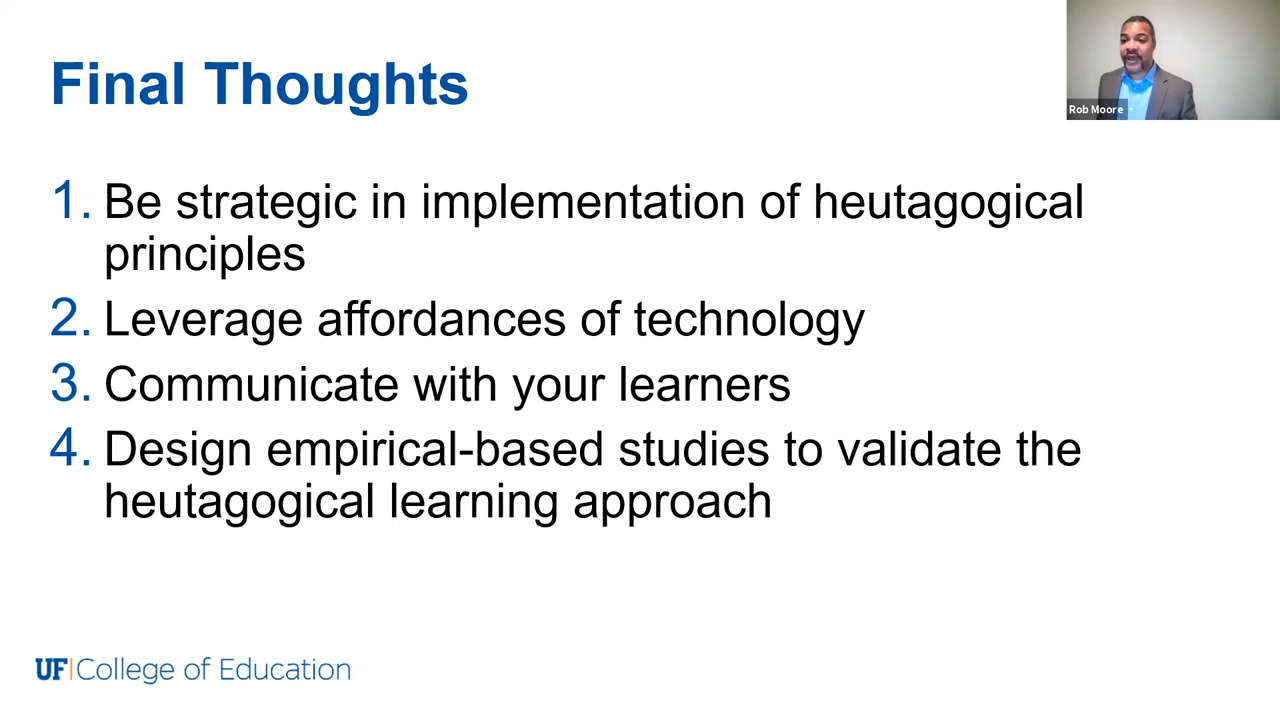 Final Thoughts
Rob Moore
1. Be strategic in implementation of heutagogical
principles
2. Leverage affordances of technology
3. Communicate with your learners
4. Design empirical-based studies to validate the
heutagogical learning approach
UF|College of Education